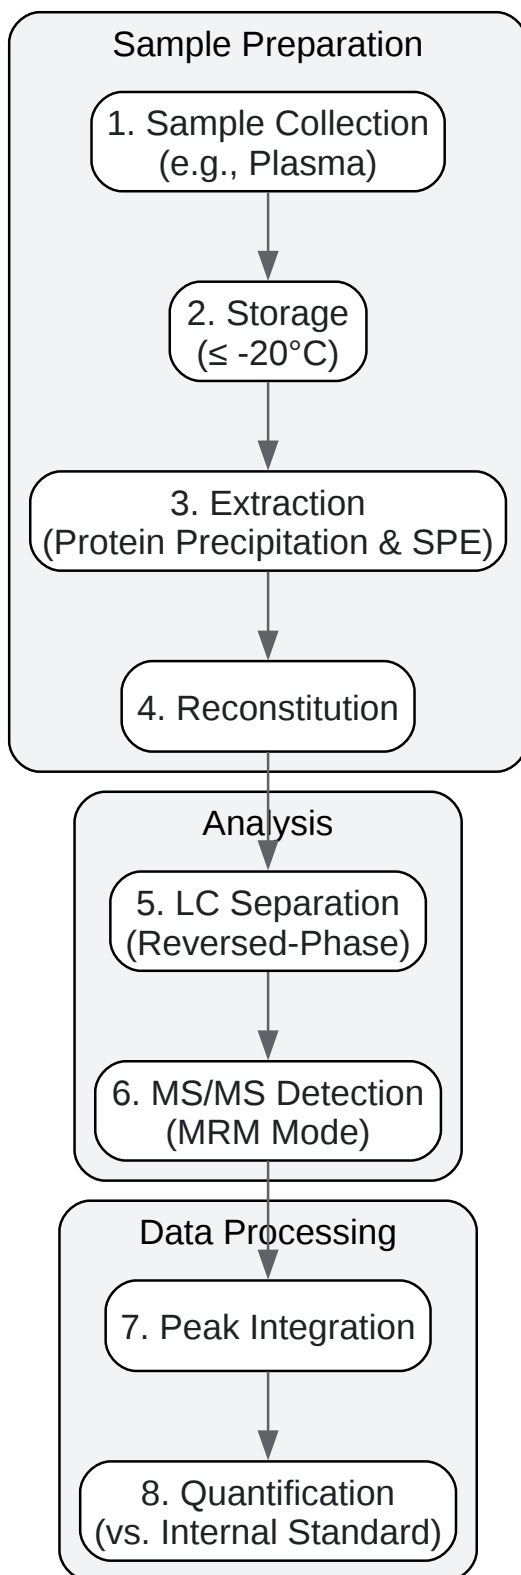 Sample Preparation
1. Sample Collection
(e.g., Plasma)
2. Storage
(≤ -20°C)
3. Extraction
(Protein Precipitation & SPE)
4. Reconstitution
Analysis
5. LC Separation
(Reversed-Phase)
6. MS/MS Detection
(MRM Mode)
Data Processing
7. Peak Integration
8. Quantification
(vs. Internal Standard)